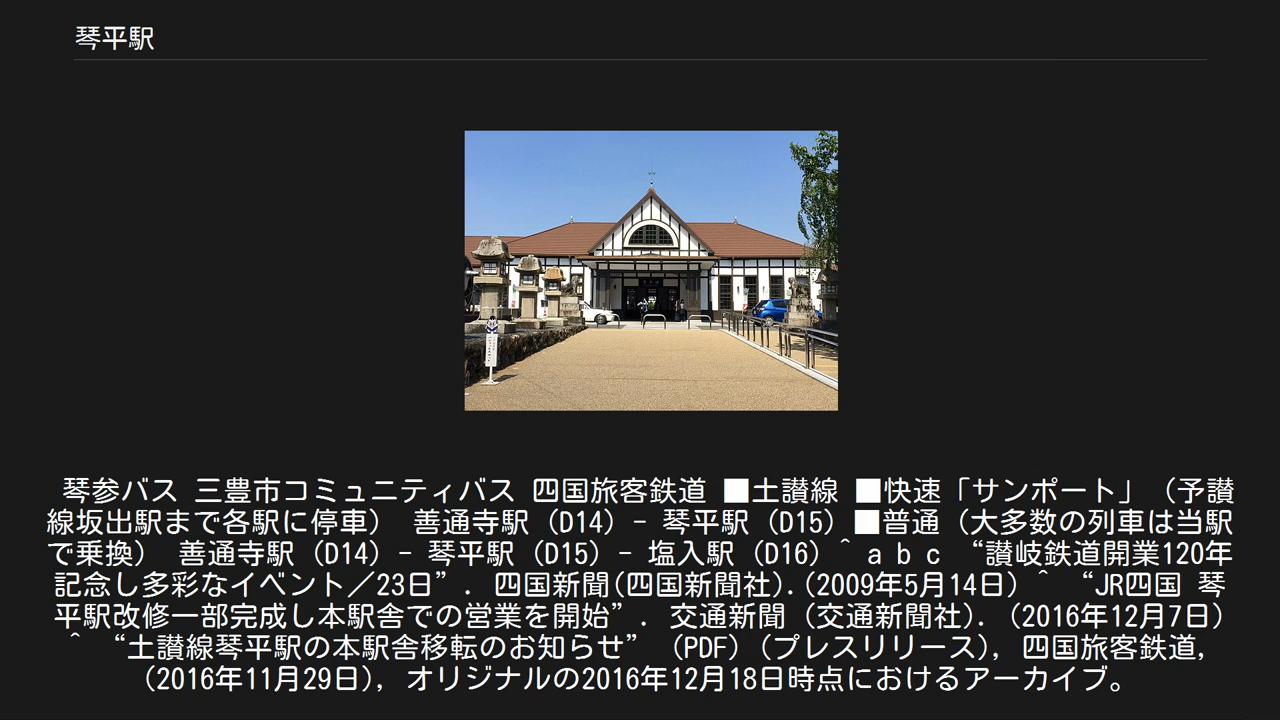 琴平駅
琴参バス 三豊市コミュニティバス 四国旅客鉄道 ■土讃線 ■快速「サンポート」（予讃
線坂出駅まで各駅に停車） 善通寺駅 (D14) - 琴平駅 (D15) ■普通（大多数の列車は当駅
で乗換） 善通寺駅 (D14) - 琴平駅 (D15) - 塩入駅 (D16) ^ a b c “讃岐鉄道開業120年
記念し多彩なイベント／23日”. 四国新聞(四国新聞社). (2009年5月14日) ^ “JR四国 琴
平駅改修一部完成し本駅舎での営業を開始”. 交通新聞 (交通新聞社). (2016年12月7日)
^ “土讃線琴平駅の本駅舎移転のお知らせ” (PDF) (プレスリリース), 四国旅客鉄道,
(2016年11月29日), オリジナルの2016年12月18日時点におけるアーカイブ。